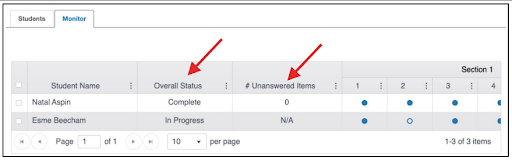 Students Monitor
Section 1
Student Name Overall Status # Unanswered Items 1 2 3 4
Natal Aspin Complete 0
Esme Beecham In Progress N/A
Page 1 of 1 10 per page 1-3 of 3 items